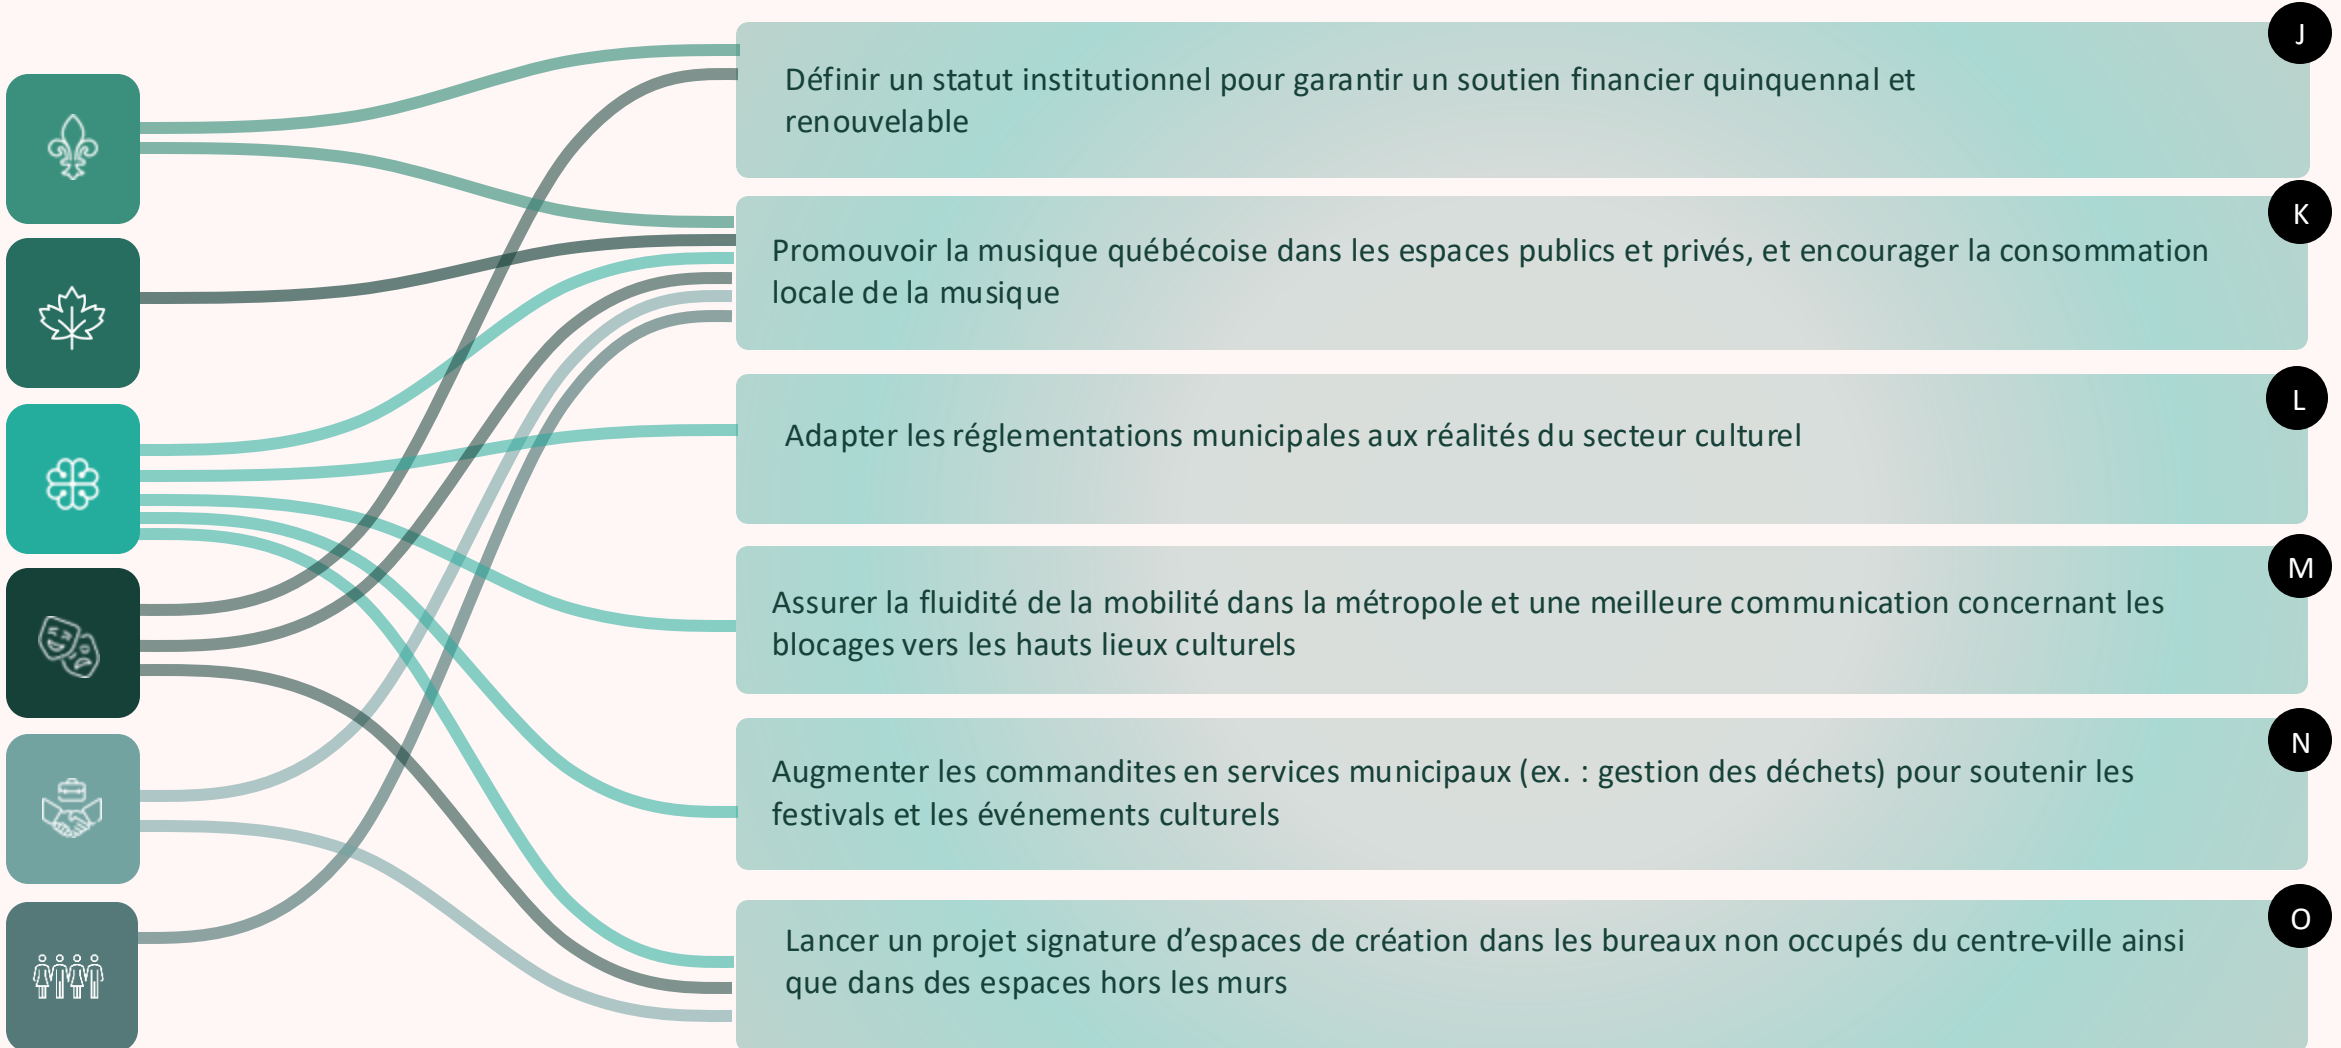 J
Définir un statut institutionnel pour garantir un soutien financier quinquennal et
renouvelable
K
Promouvoir la musique québécoise dans les espaces publics et privés, et encourager la consommation
locale de la musique
L
Adapter les réglementations municipales aux réalités du secteur culturel
M
Assurer la fluidité de la mobilité dans la métropole et une meilleure communication concernant les
blocages vers les hauts lieux culturels
N
Augmenter les commandites en services municipaux (ex. : gestion des déchets) pour soutenir les
festivals et les événements culturels
O
Lancer un projet signature d’espaces de création dans les bureaux non occupés du centre-ville ainsi
que dans des espaces hors les murs